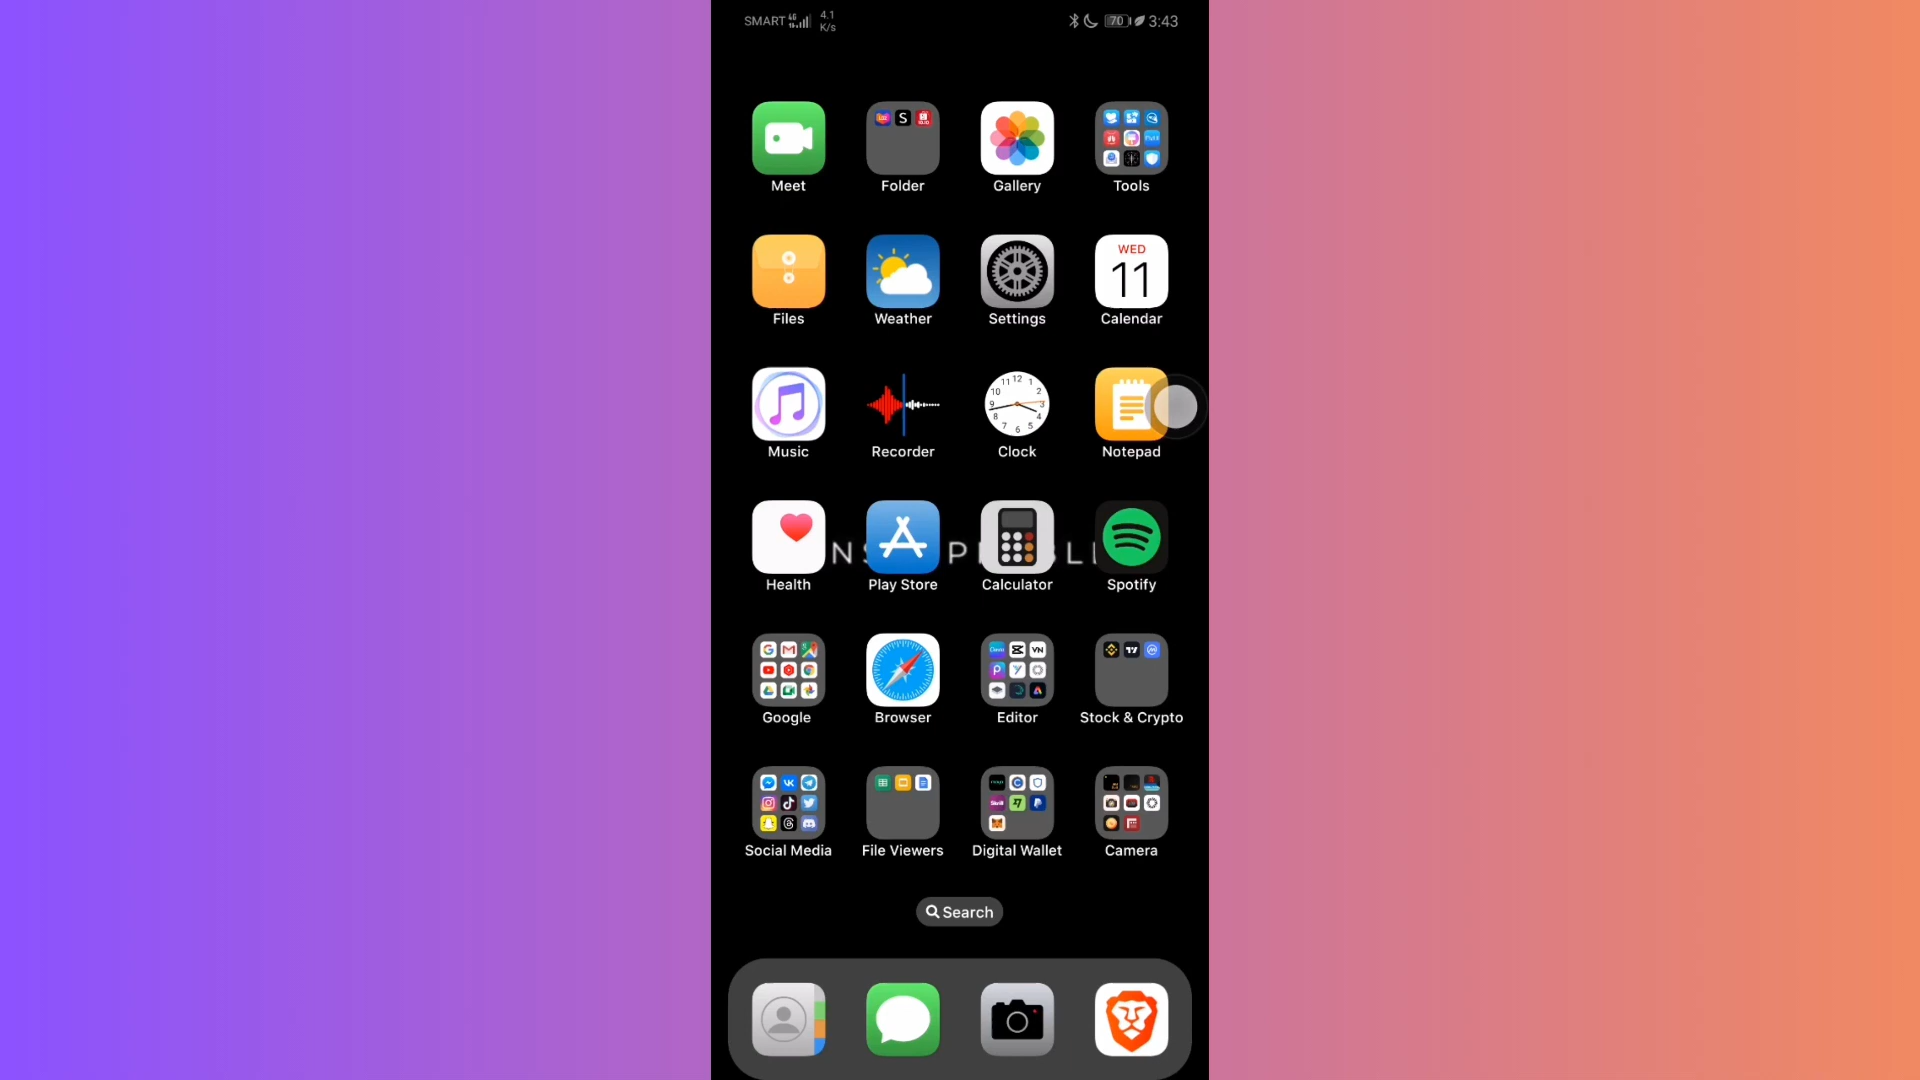 SMART 4G 4.1 70 3:43
K/s
Meet Folder Gallery Tools
WED
11
Files Weather Settings Calendar
Music Recorder Clock Notepad
Health Play Store Calculator Spotify
Google Browser Editor Stock & Crypto
Social Media File Viewers Digital Wallet Camera
Search